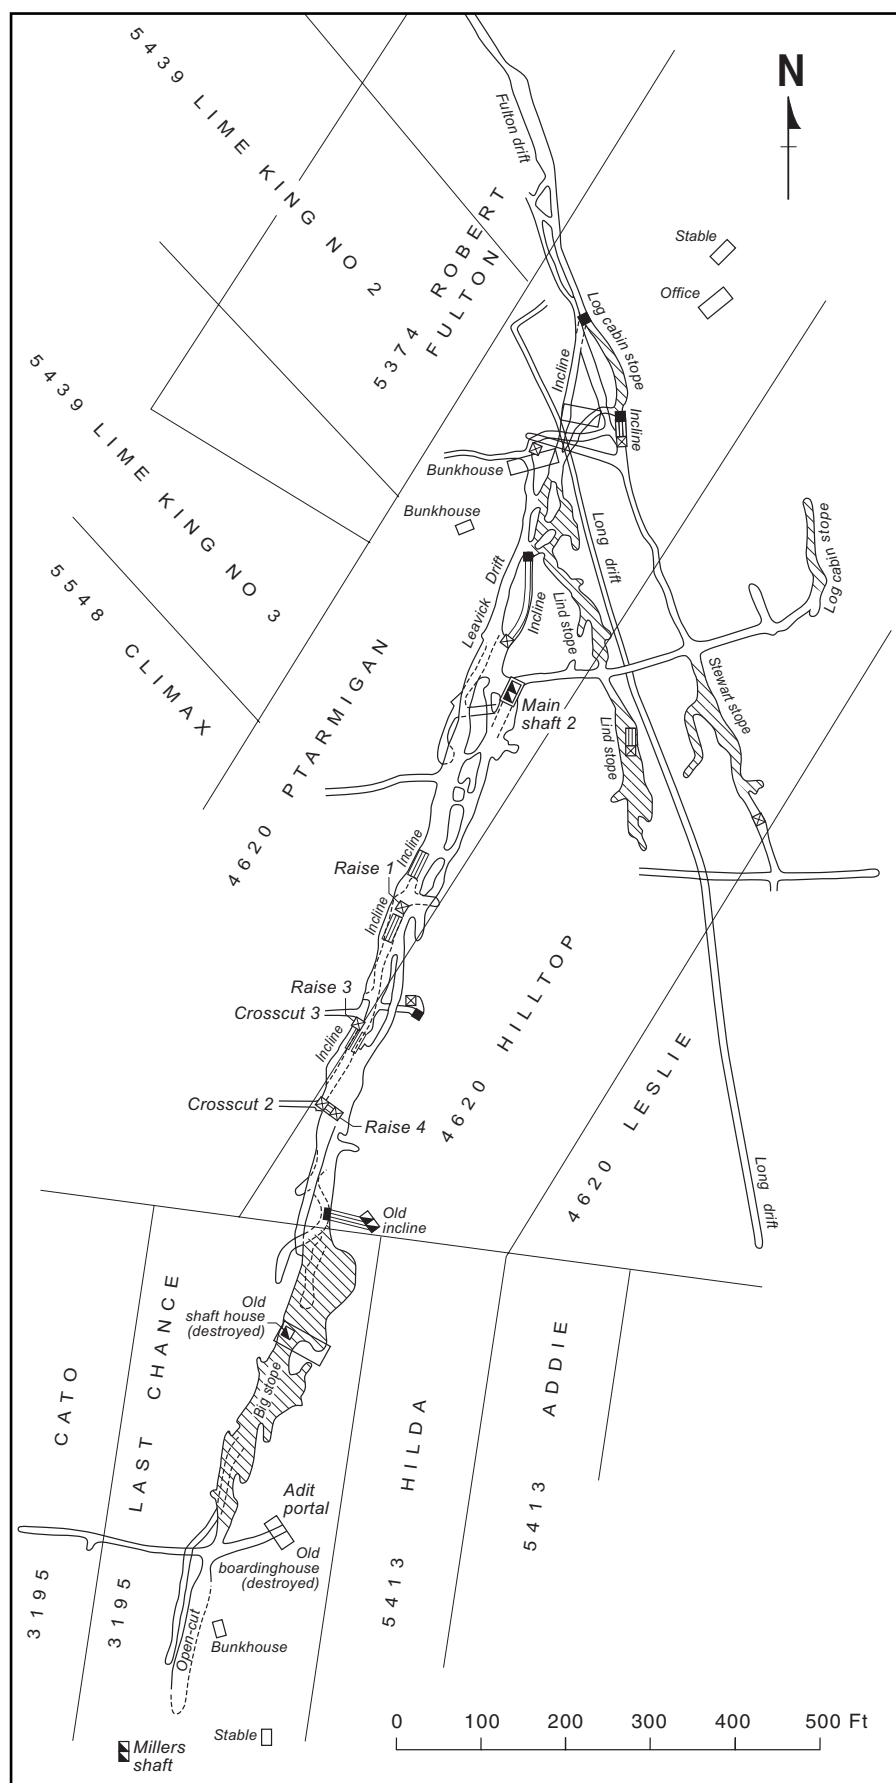 5439 LIME KING NO 2
Fulton drift
N
5374 ROBERT
FULTON
Stable
Office
Log cabin stope
Incline
5439 LIME KING NO 3
Incline
Bunkhouse
Bunkhouse
Long drift
Log cabin stope
5548 CLIMAX
Leavick Drift
Incline
Lind stope
Stewart stope
4620 PTARMIGAN
Main
shaft 2
Lind stope
Incline
Raise 1
Incline
Raise 3
Crosscut 3
Incline
4620 HILLTOP
4620 LESLIE
Crosscut 2
Raise 4
Long drift
Old
incline
Old
shaft house
(destroyed)
Big stope
3195 CATO
3195 LAST CHANCE
5413 HILDA
5413 ADDIE
Adit
portal
Old
boardinghouse
(destroyed)
Open-cut
Bunkhouse
Stable
Millers
shaft
0 100 200 300 400 500 Ft